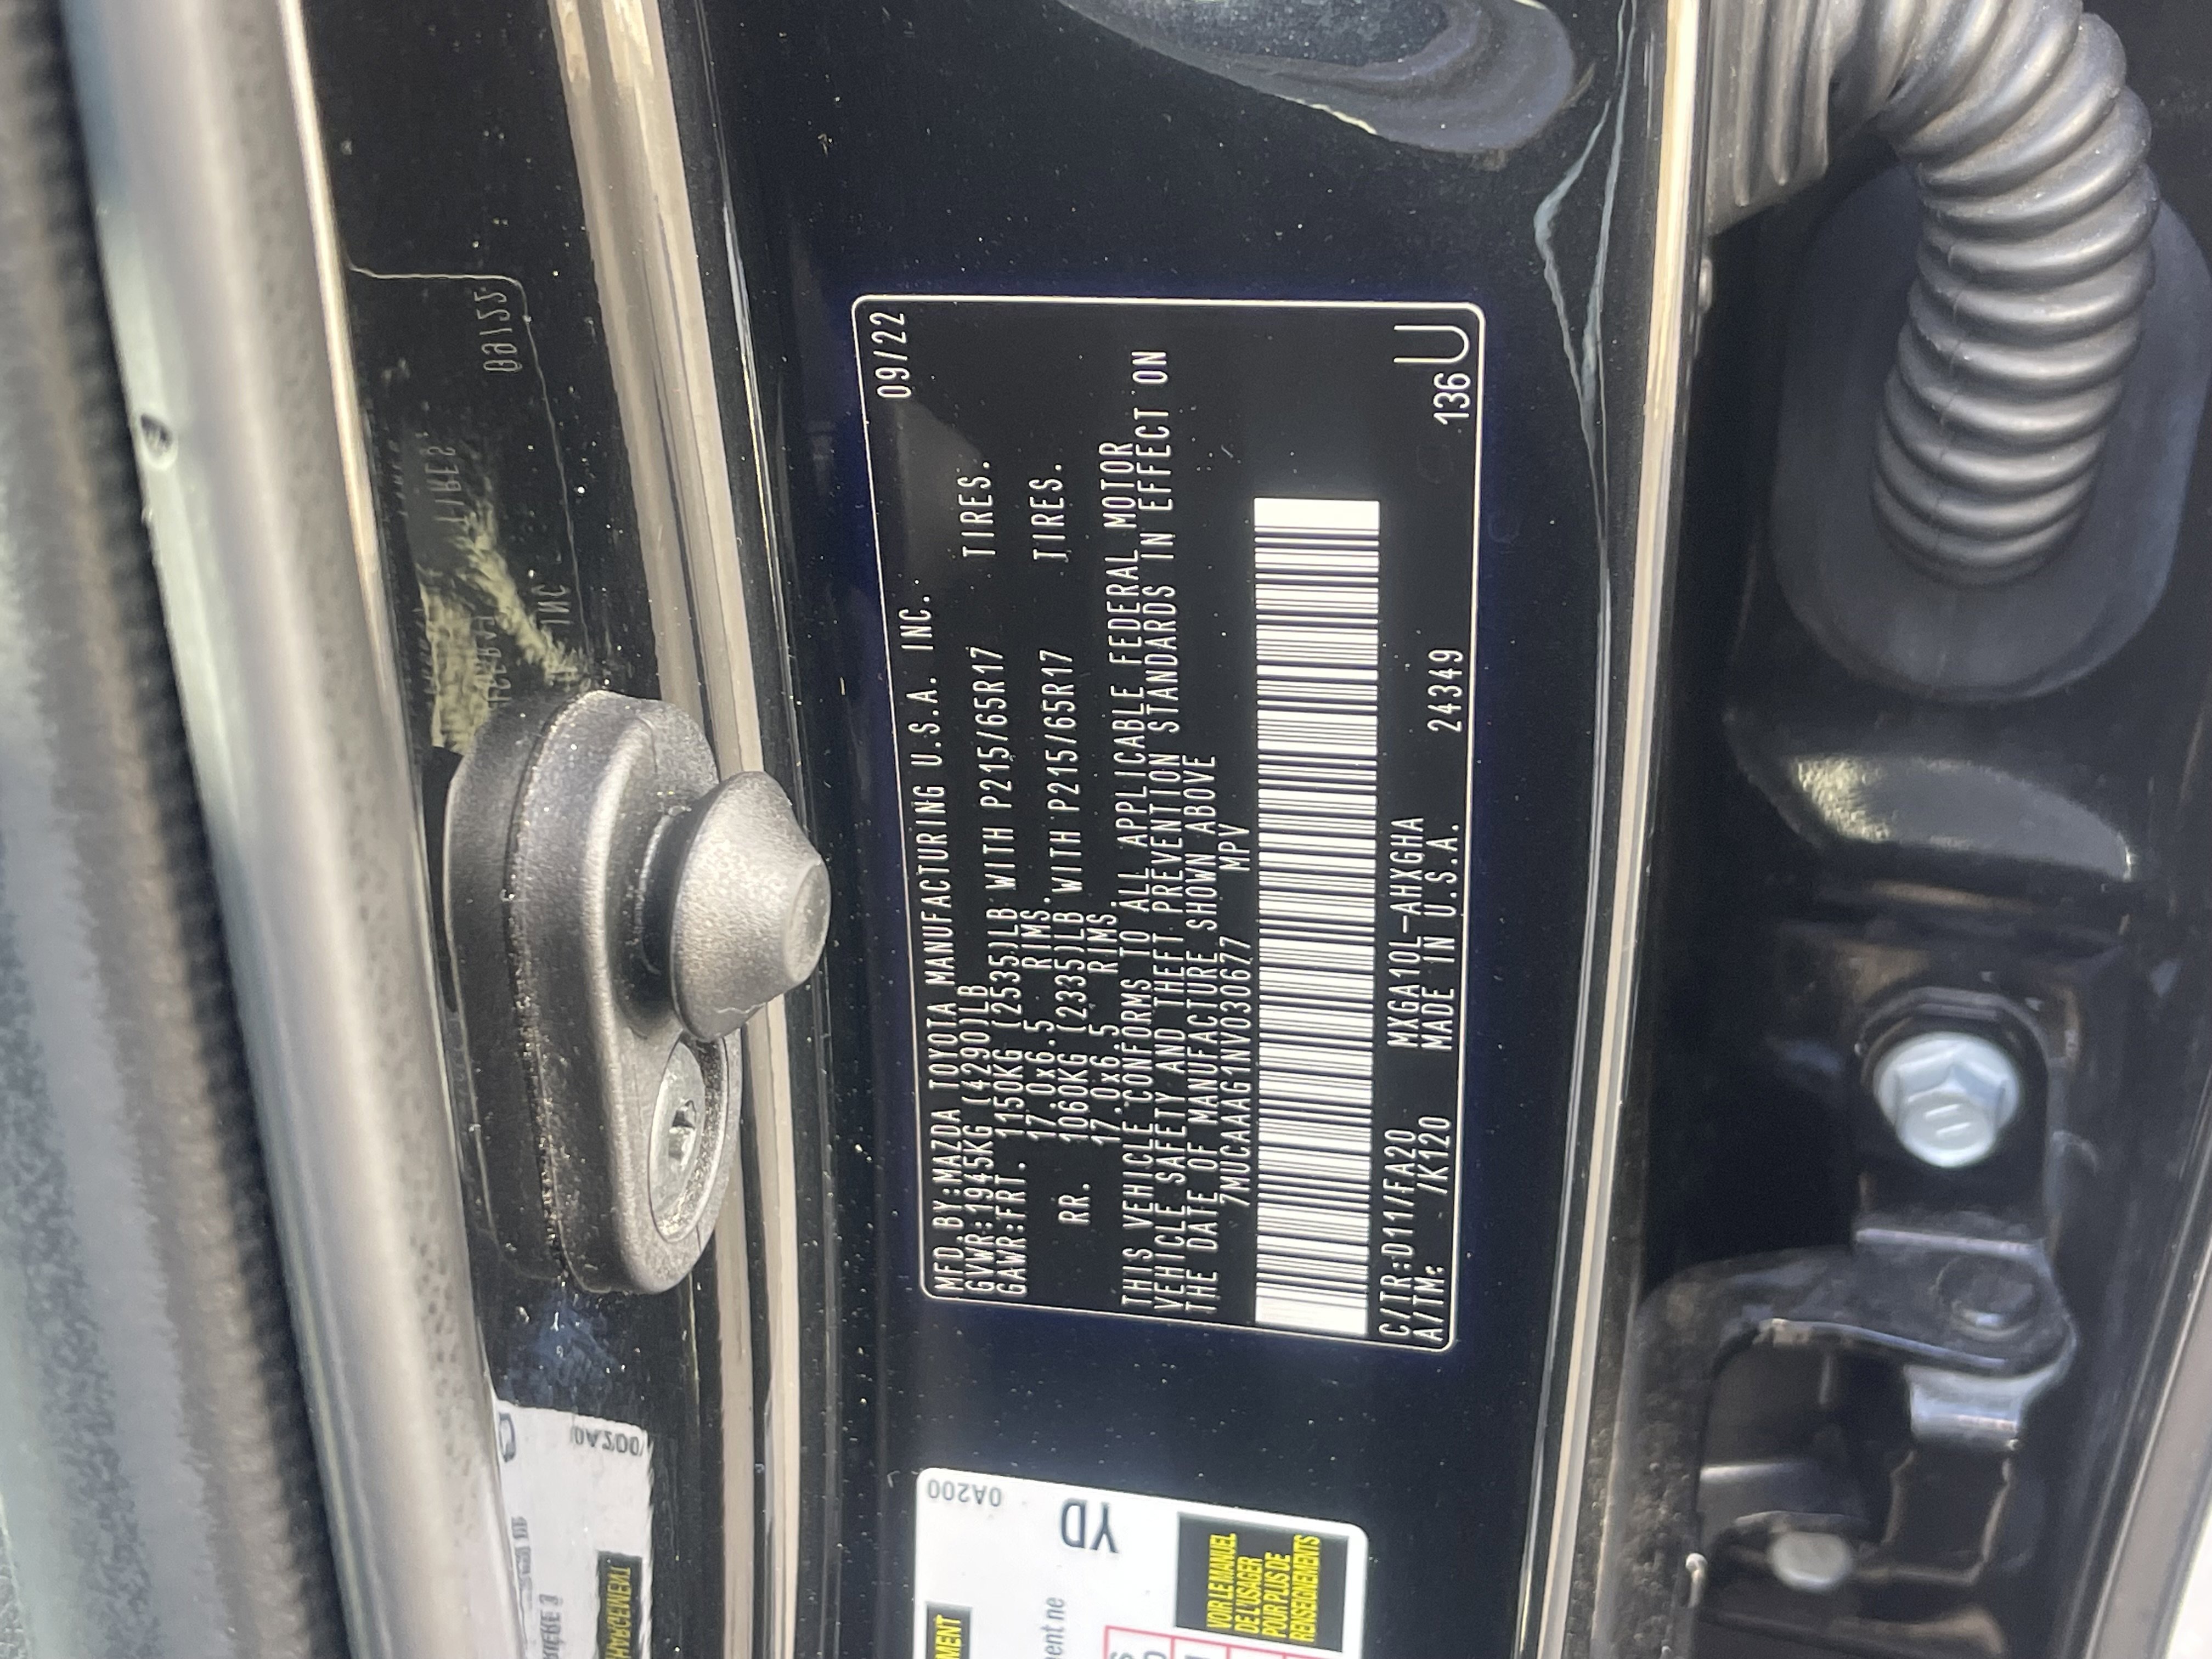 09/22
MFD.BY:MAZDA TOYOTA MANUFACTURING U.S.A. INC.
GVWR:1945KG (4290)LB
GAWR:FRT. 1150KG (2535)LB WITH P215/65R17 TIRES.
17.0x6.5 RIMS.
RR. 1060KG (2335)LB WITH P215/65R17 TIRES.
17.0x6.5 RIMS.
THIS VEHICLE CONFORMS TO ALL APPLICABLE FEDERAL MOTOR
VEHICLE SAFETY AND THEFT PREVENTION STANDARDS IN EFFECT ON
THE DATE OF MANUFACTURE SHOWN ABOVE
7MUCAAAG1NV030677 MPV
C/TR:D11/FA20 MXGA10L-AHXGHA
A/TM: /K120 MADE IN U.S.A. 24349 136 U
0A200
YD
MENT
ment ne
VOIR LE MANUEL
DE L'USAGER
POUR PLUS DE
RENSEIGNEMENTS